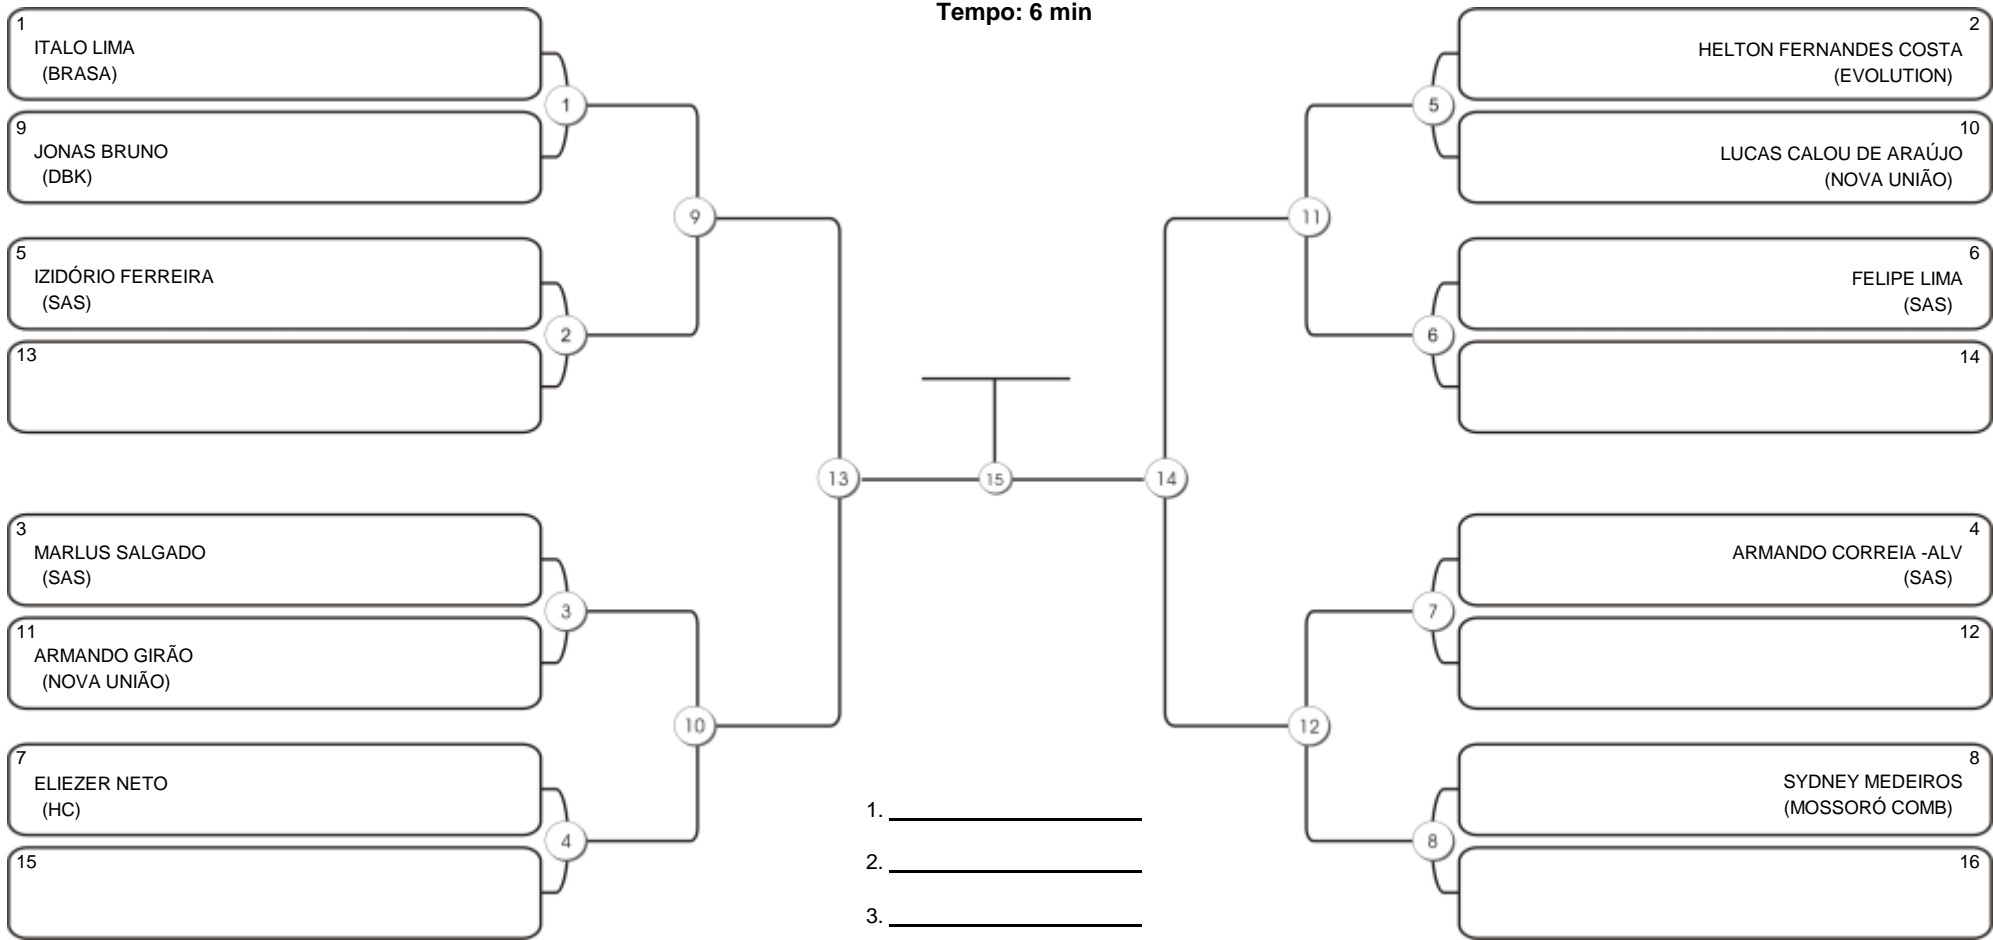 Tempo: 6 min
1
ITALO LIMA
(BRASA)
9
JONAS BRUNO
(DBK)
5
IZIDÓRIO FERREIRA
(SAS)
13
3
MARLUS SALGADO
(SAS)
11
ARMANDO GIRÃO
(NOVA UNIÃO)
7
ELIEZER NETO
(HC)
15
1
2
3
4
9
10
13
15
14
11
12
5
6
7
8
2
HELTON FERNANDES COSTA
(EVOLUTION)
10
LUCAS CALOU DE ARAÚJO
(NOVA UNIÃO)
6
FELIPE LIMA
(SAS)
14
4
ARMANDO CORREIA -ALV
(SAS)
12
8
SYDNEY MEDEIROS
(MOSSORÓ COMB)
16
1.
2.
3.